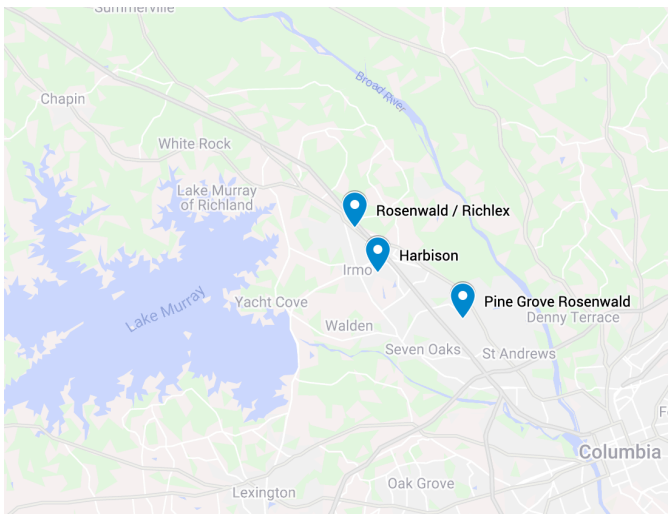 Summerville
Broad River
Chapin
White Rock
Lake Murray
of Richland
Rosenwald / Richlex
Harbison
Irmo
Yacht Cove
Pine Grove Rosenwald
Lake Murray
Denny Terrace
Walden
Seven Oaks
St Andrews
F
Columbia
Oak Grove
Lexington